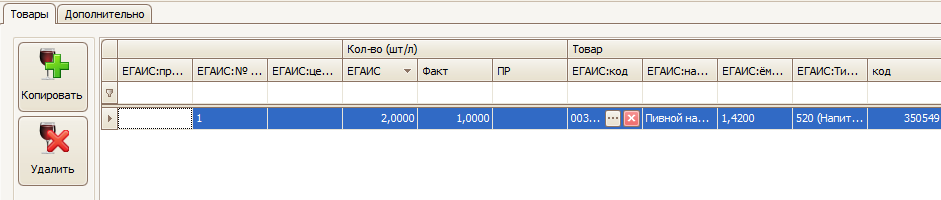 Товары Дополнительно
Кол-во (шт/л) Товар
ЕГАИС:пр... ЕГАИС:№ ... ЕГАИС:це... ЕГАИС Факт ПР ЕГАИС:код ЕГАИС:на... ЕГАИС:ём... ЕГАИС:Ти... код
Копировать
1 2,0000 1,0000 003... ... Пивной на... 1,4200 520 (Напит... 350549
Удалить